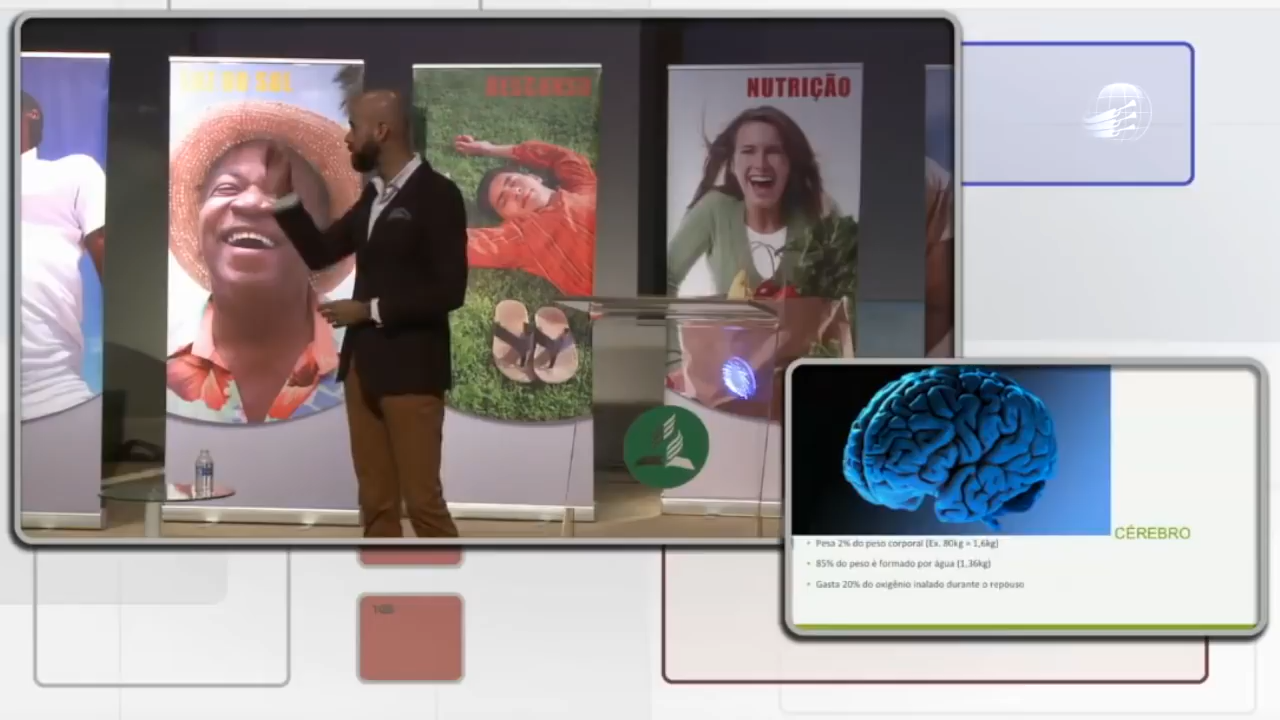 LUZ DO SOL
DESCANSO
NUTRIÇÃO
CÉREBRO
• Pesa 2% do peso corporal (Ex. 80kg = 1,6kg)
• 85% do peso é formado por água (1,36kg)
• Gasta 20% do oxigênio inalado durante o repouso